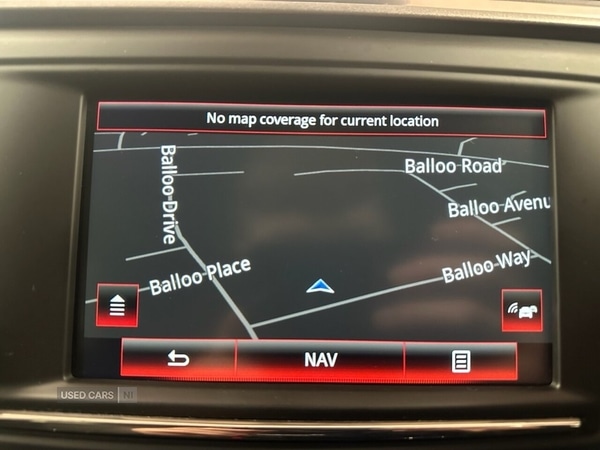 No map coverage for current location
Balloo Drive
Balloo Road
Balloo Avenu
Balloo Place
Balloo Way
NAV
USED CARS NI